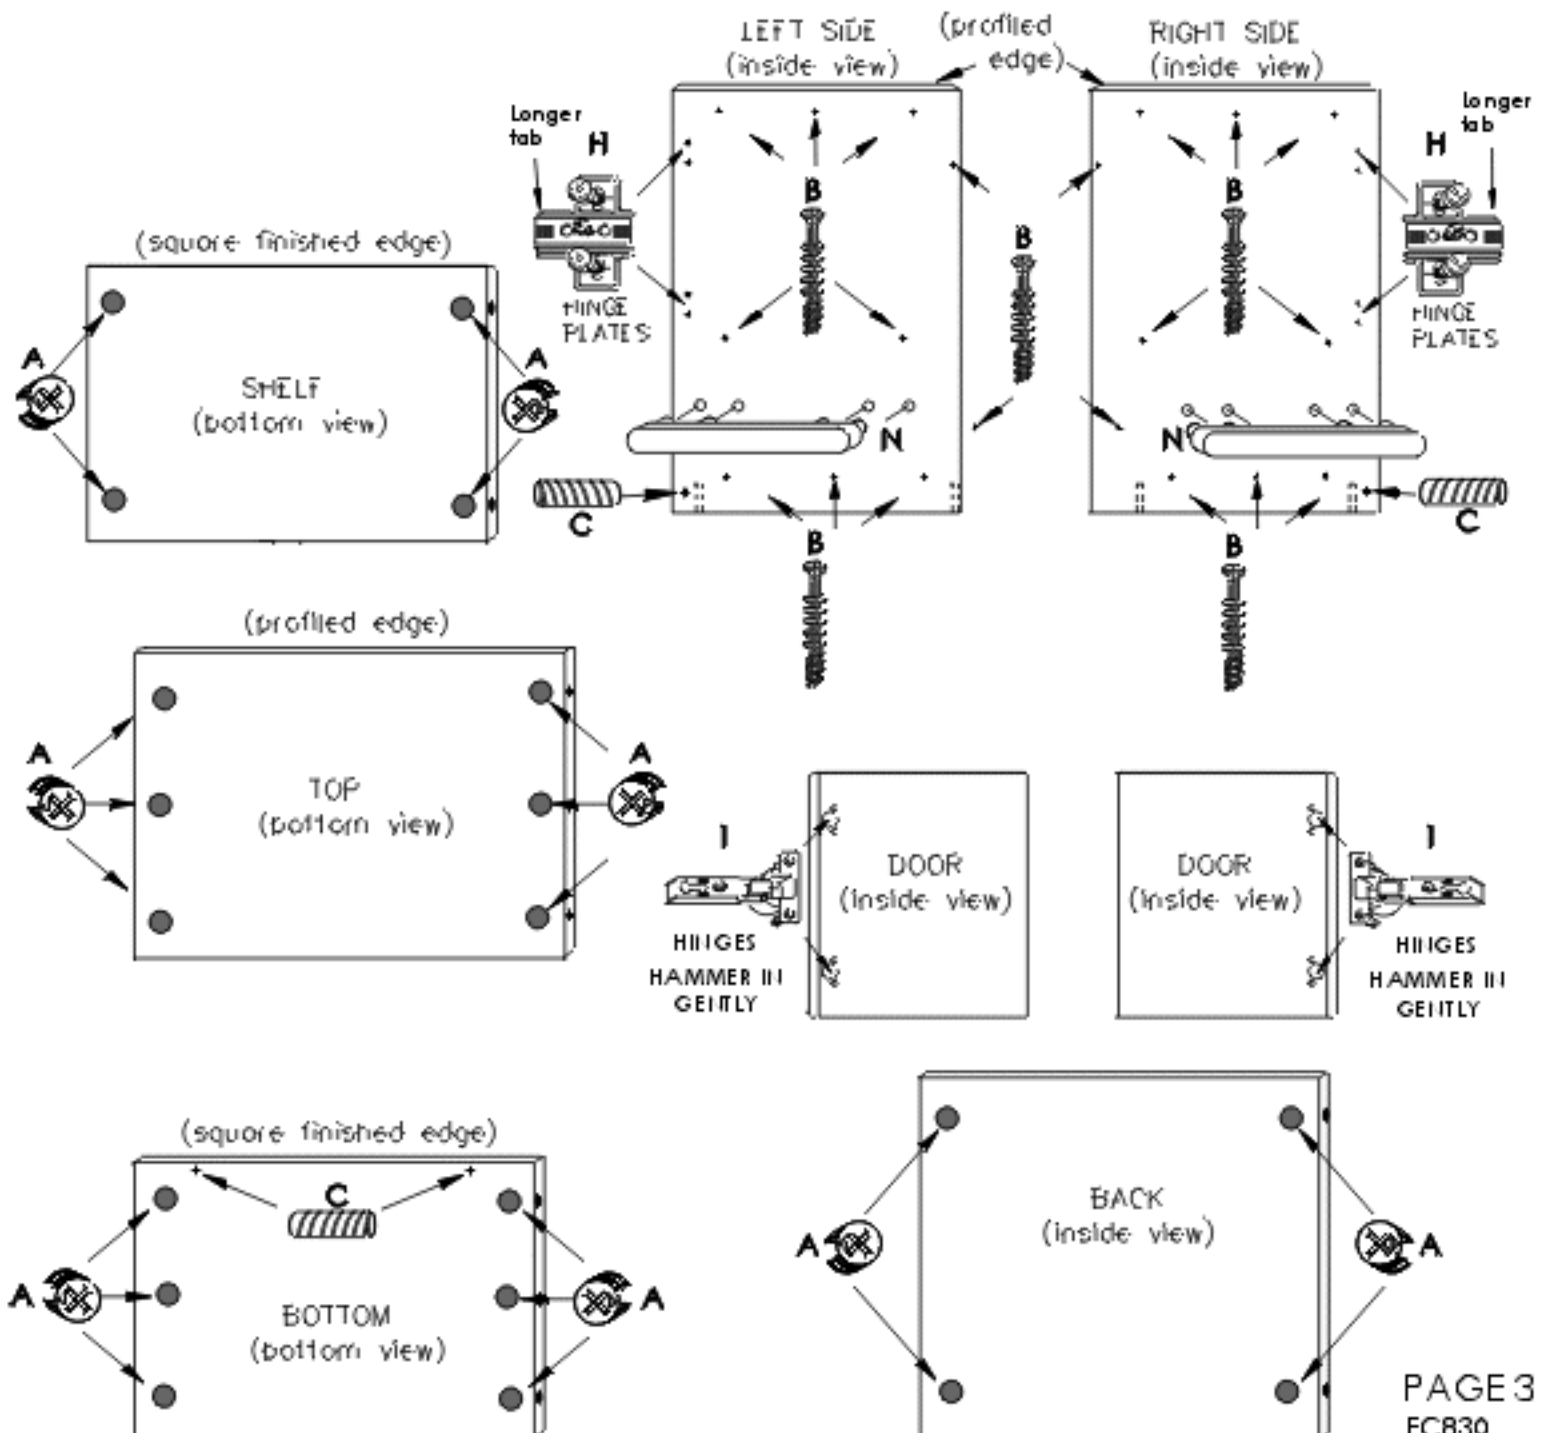 LEFT SIDE
(inside view)
(profiled
edge)
RIGHT SIDE
(inside view)
Longer
tab
H
B
B
B
H
Longer
tab
HINGE
PLATES
HINGE
PLATES
(square finished edge)
A
A
SHELF
(bottom view)
N
N
C
C
B
B
(profiled edge)
A
A
TOP
(bottom view)
I
DOOR
(inside view)
HINGES
HAMMER IN
GENTLY
DOOR
(inside view)
I
HINGES
HAMMER IN
GENTLY
(square finished edge)
C
A
A
BOTTOM
(bottom view)
BACK
(inside view)
A
A
PAGE 3
FC830